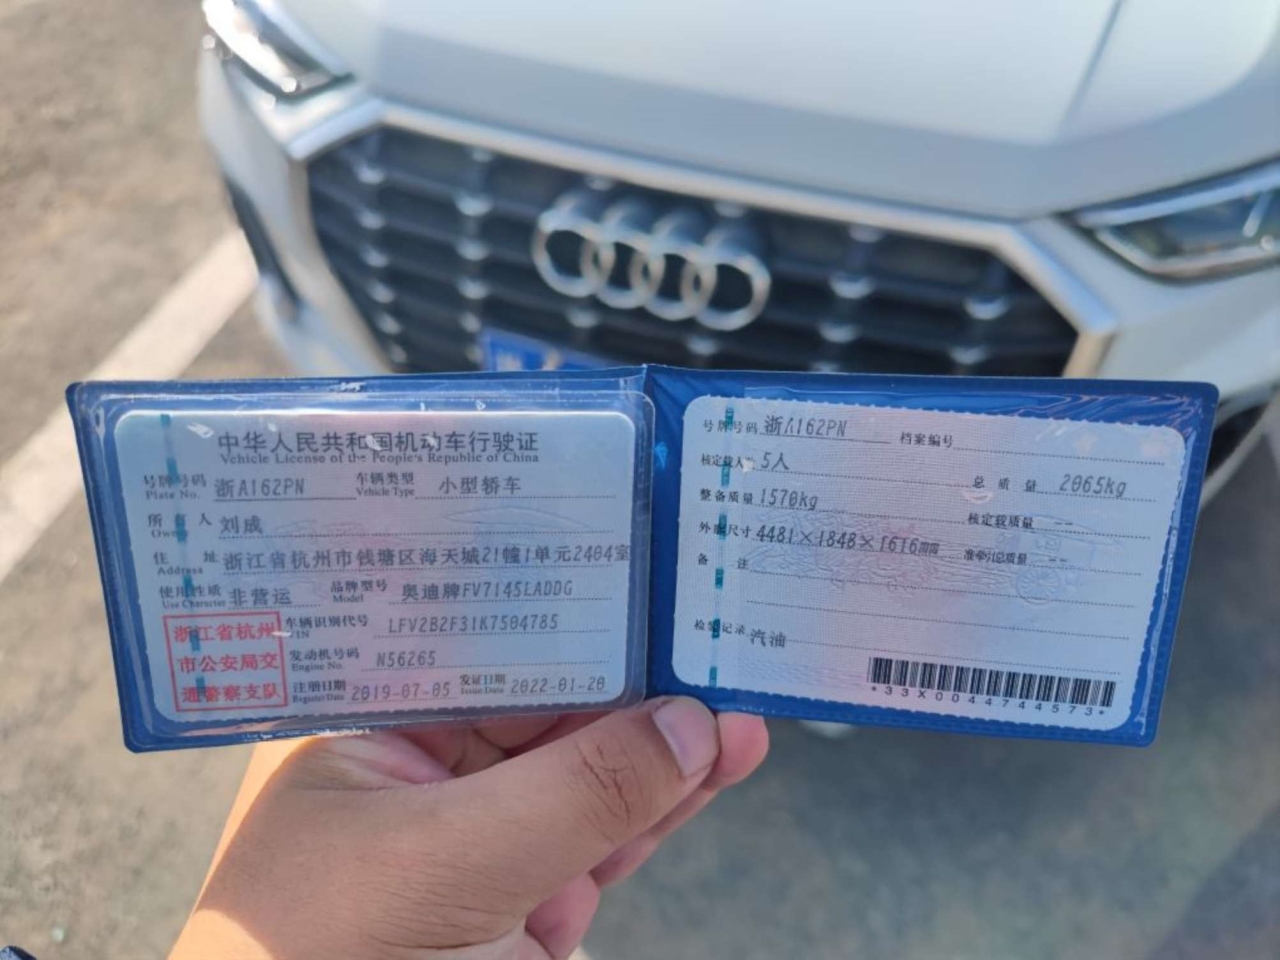 中华人民共和国机动车行驶证
Vehicle License of the People's Republic of China
号牌号码 浙A162PN 车辆类型 小型轿车
Plate No. Vehicle Type
所有人 刘成
Owner
住址 浙江省杭州市钱塘区海天城21幢1单元2404室
Address
使用性质 非营运 品牌型号 奥迪牌FV7145LADDG
Use Character Model
浙江省杭州
市公安局交
通警察支队
车辆识别代号 LFV2B2F31K7504785
VIN
发动机号码 N56265
Engine No.
注册日期 2019-07-05 发证日期 2022-01-20
Register Date Issue Date
号牌号码 浙A162PN 档案编号
核定载人数 5人 总质量 2065kg
整备质量 1570kg 核定载质量 --
外廓尺寸 4481×1848×1616mm 准牵引总质量 --
备注
检验记录 汽油
*33X0044744573*